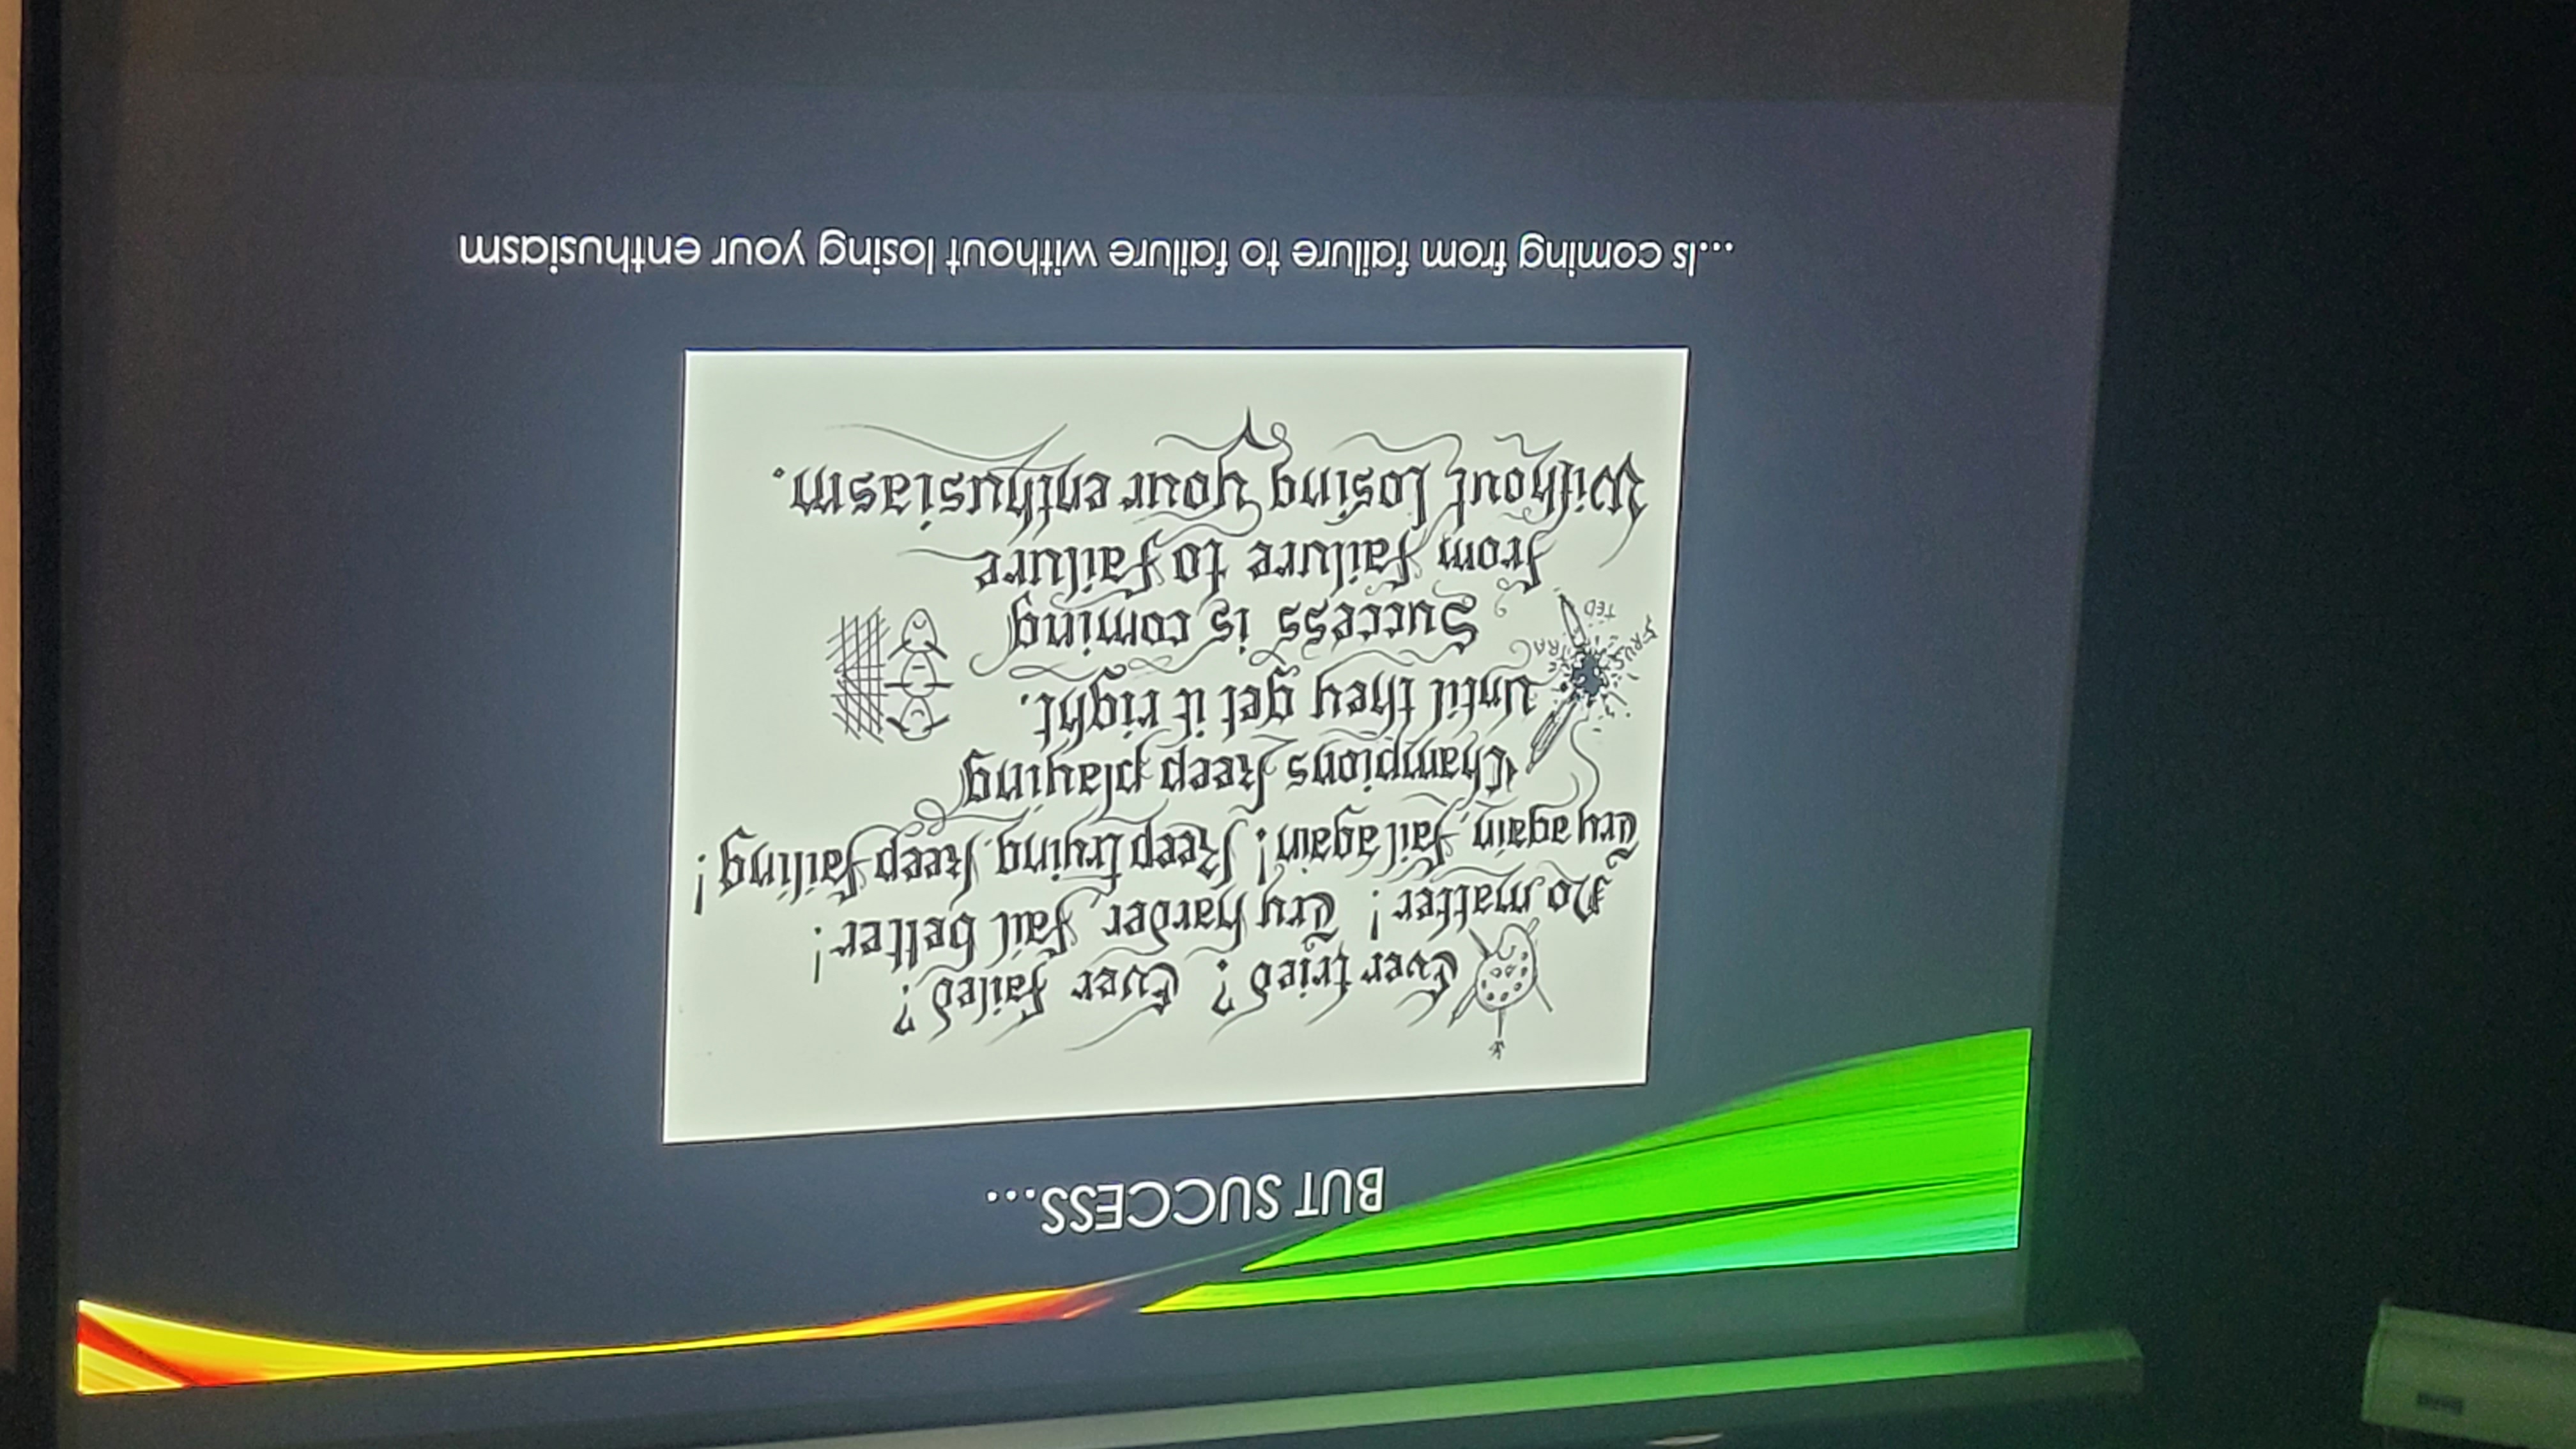 BUT SUCCESS...
Ever tried? Ever failed?
No matter! Try harder, fail better!
Try again, fail again! Keep trying, keep failing!
Champions keep playing
Until they get it right.
FRUS TRA
TED
Success is coming
from failure to failure
Without losing your enthusiasm.
...Is coming from failure to failure without losing your enthusiasm